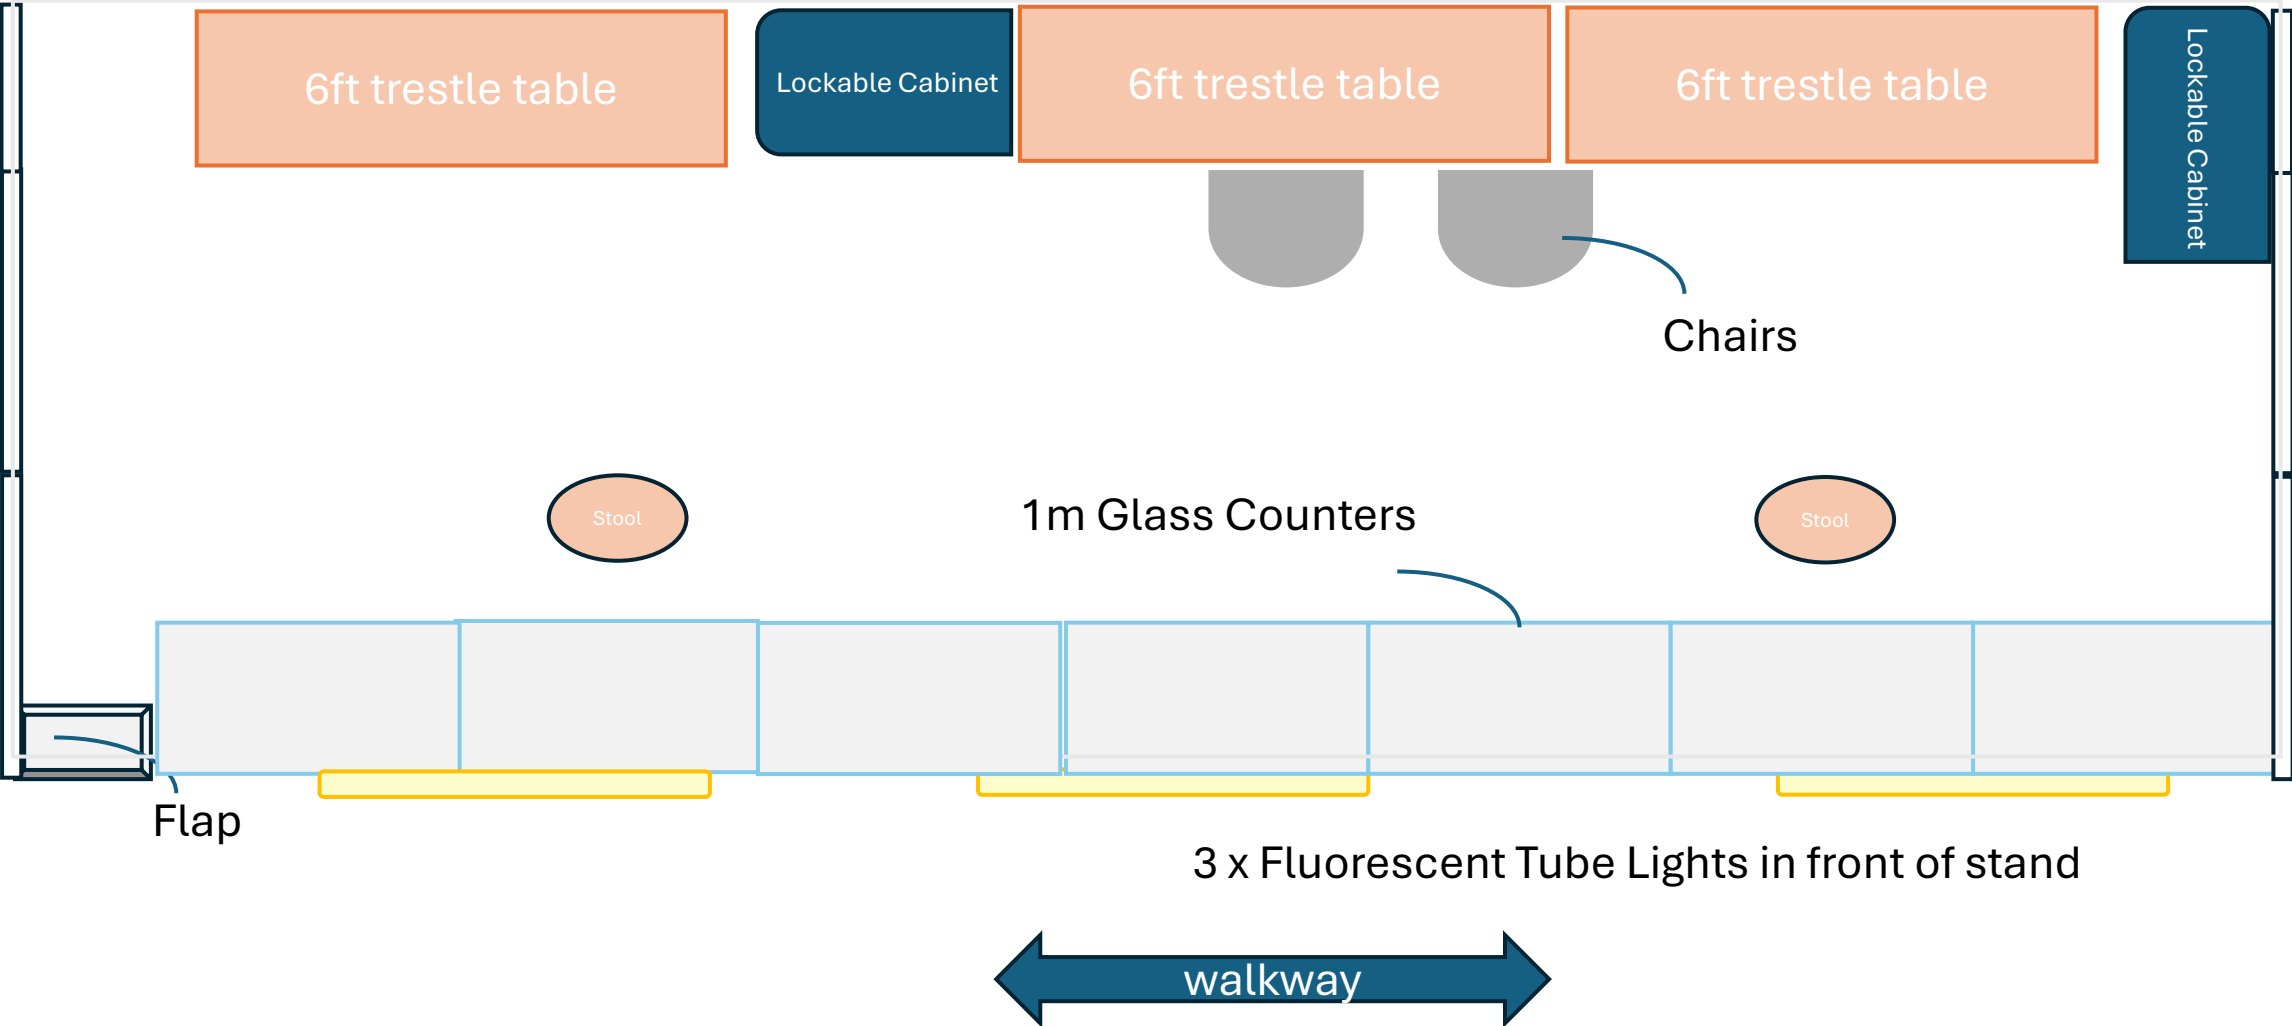 6ft trestle table
Lockable Cabinet
6ft trestle table
6ft trestle table
Lockable Cabinet
Chairs
Stool
1m Glass Counters
Stool
Flap
3 x Fluorescent Tube Lights in front of stand
walkway